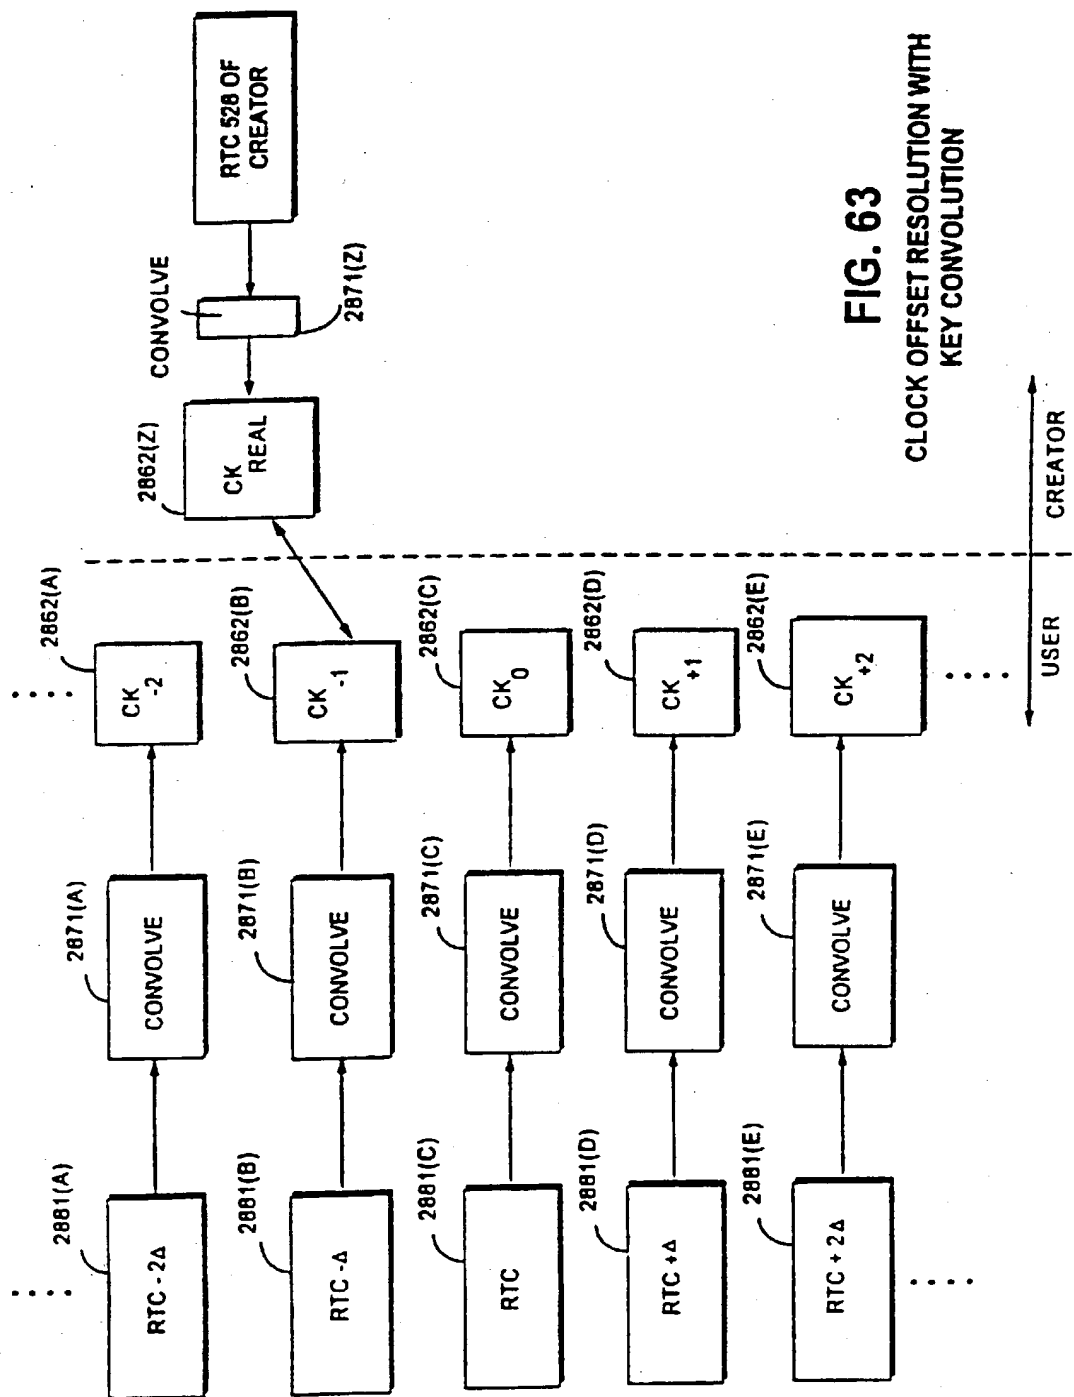 RTC 528 OF
CREATOR
CONVOLVE
2871(Z)
2862(Z)
CK REAL
2881(A)
RTC - 2Δ
2871(A)
CONVOLVE
2862(A)
CK -2
2881(B)
RTC -Δ
2871(B)
CONVOLVE
2862(B)
CK -1
2881(C)
RTC
2871(C)
CONVOLVE
2862(C)
CK 0
2881(D)
RTC +Δ
2871(D)
CONVOLVE
2862(D)
CK +1
2881(E)
RTC + 2Δ
2871(E)
CONVOLVE
2862(E)
CK +2
USER
CREATOR
FIG. 63
CLOCK OFFSET RESOLUTION WITH
KEY CONVOLUTION